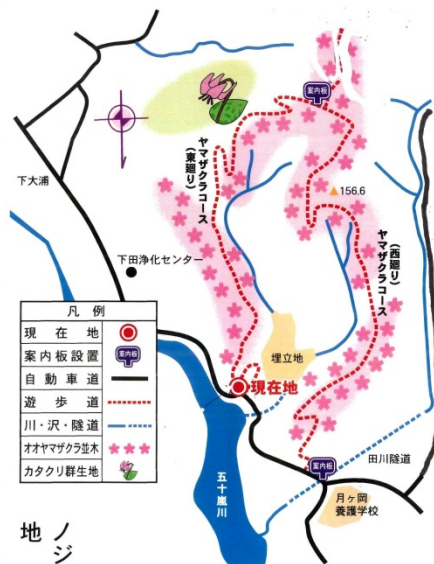 案内板
ヤマザクラコース
(東廻り)
下大浦
156.6
(西廻り)
ヤマザクラコース
下田浄化センター
凡例
現在地
案内板設置 案内板
自動車道
遊歩道
川・沢・隧道
オオヤマザクラ並木
カタクリ群生地
埋立地
現在地
五十嵐川
田川隧道
案内板
月ヶ岡
養護学校
ノジ
地